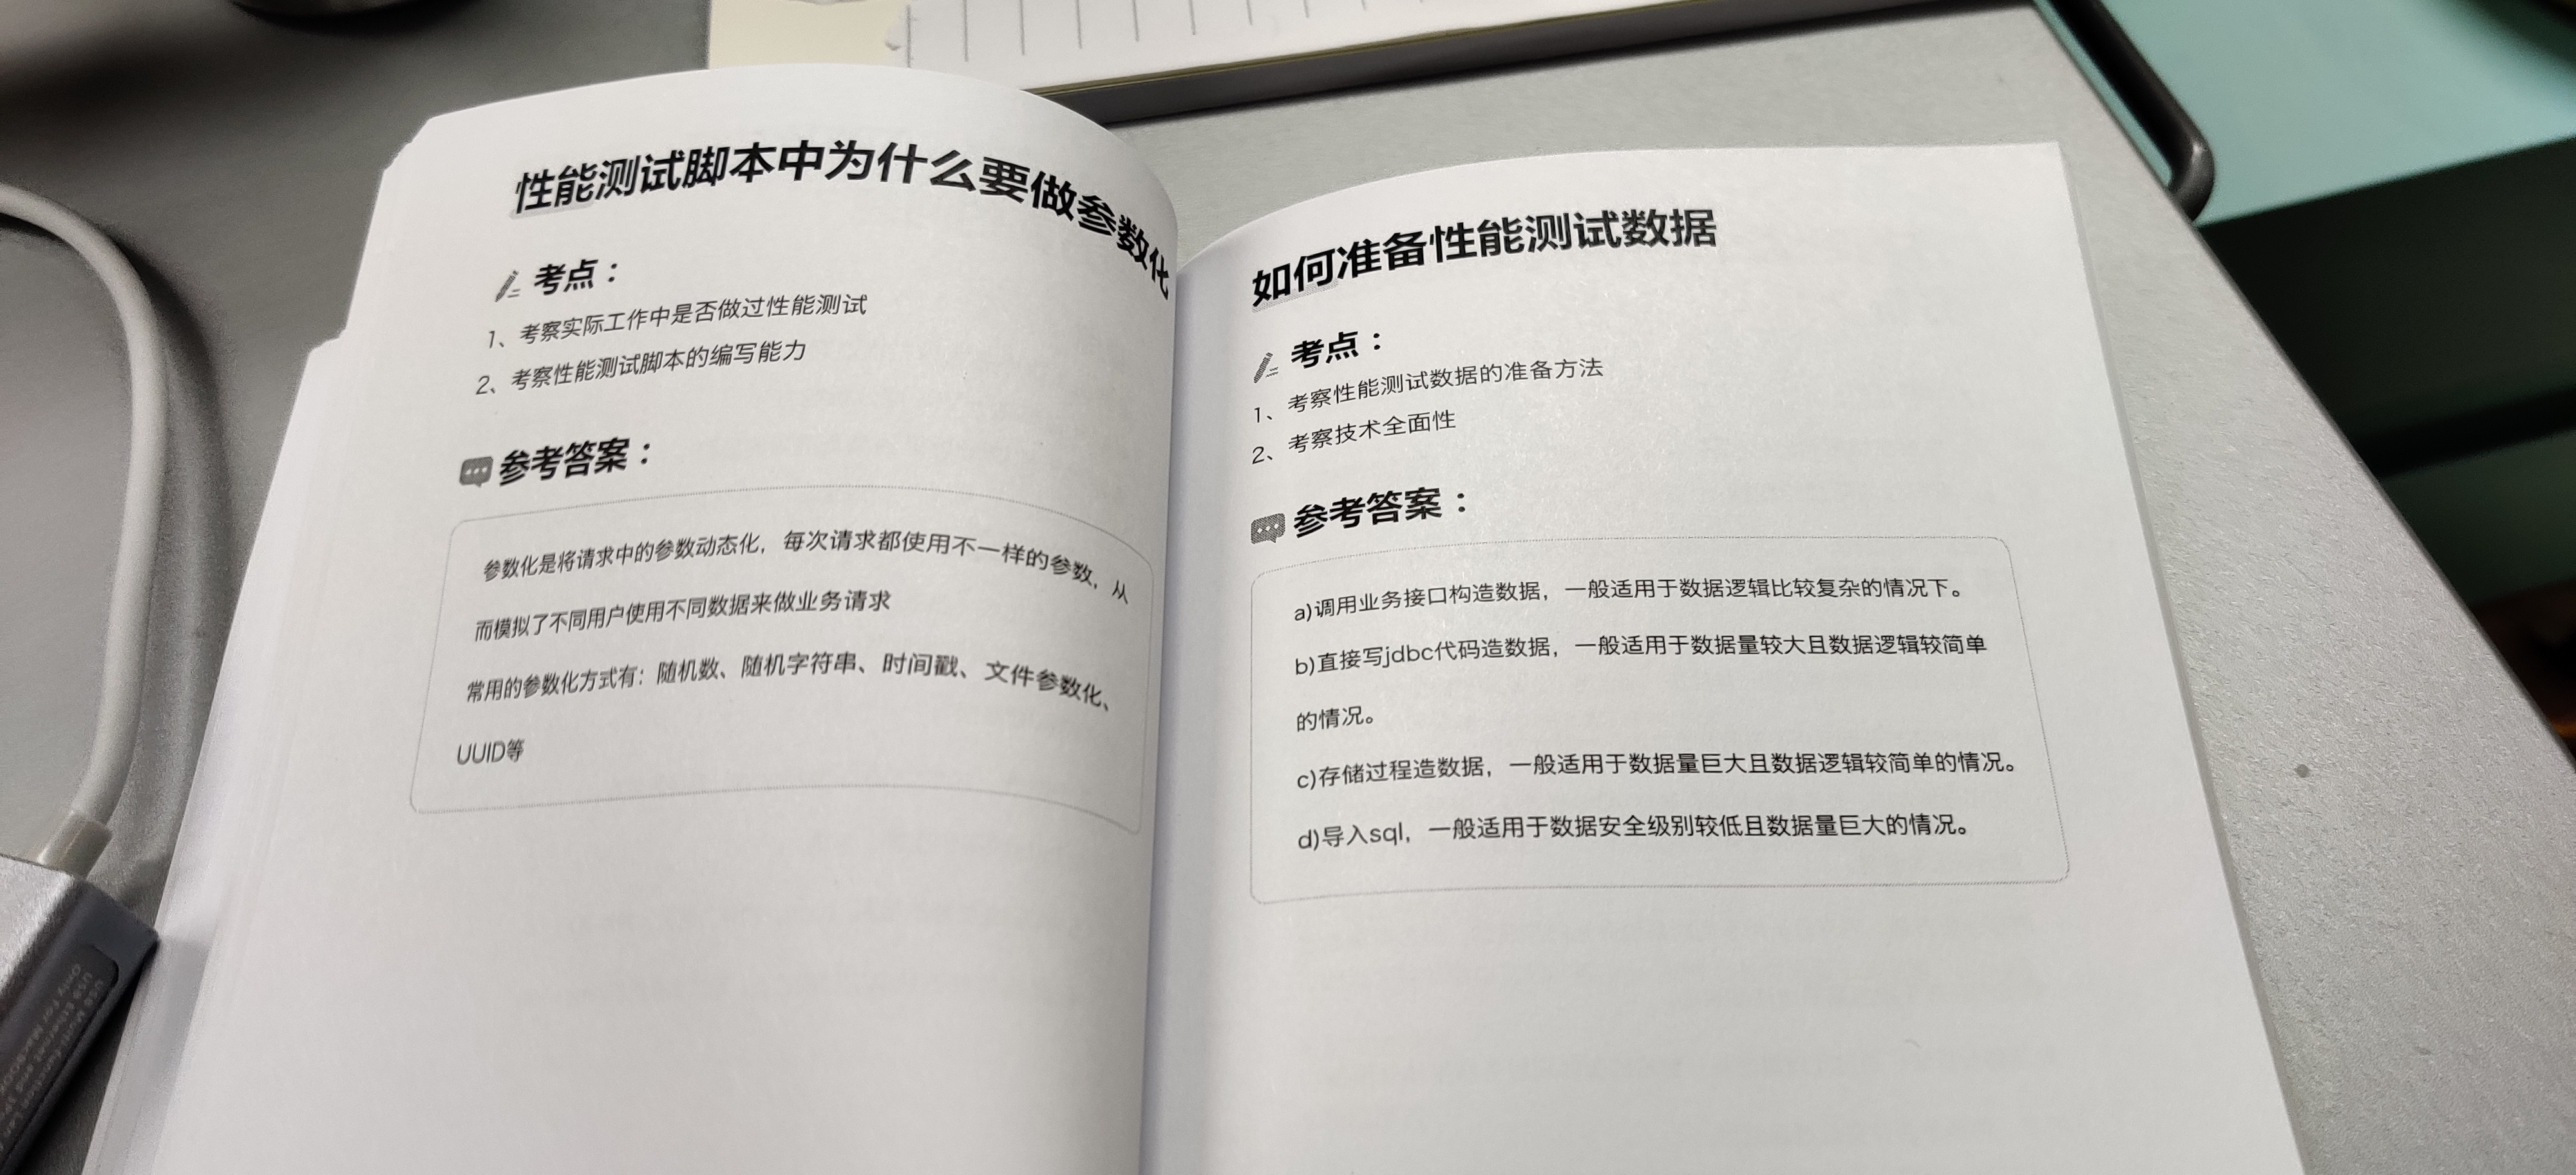 性能测试脚本中为什么要做参数化
考点：
1、考察实际工作中是否做过性能测试
2、考察性能测试脚本的编写能力
参考答案：
参数化是将请求中的参数动态化，每次请求都使用不一样的参数，从
而模拟了不同用户使用不同数据来做业务请求
常用的参数化方式有：随机数、随机字符串、时间戳、文件参数化、
UUID等
如何准备性能测试数据
考点：
1、考察性能测试数据的准备方法
2、考察技术全面性
参考答案：
a)调用业务接口构造数据，一般适用于数据逻辑比较复杂的情况下。
b)直接写jdbc代码造数据，一般适用于数据量较大且数据逻辑较简单
的情况。
c)存储过程造数据，一般适用于数据量巨大且数据逻辑较简单的情况。
d)导入sql，一般适用于数据安全级别较低且数据量巨大的情况。